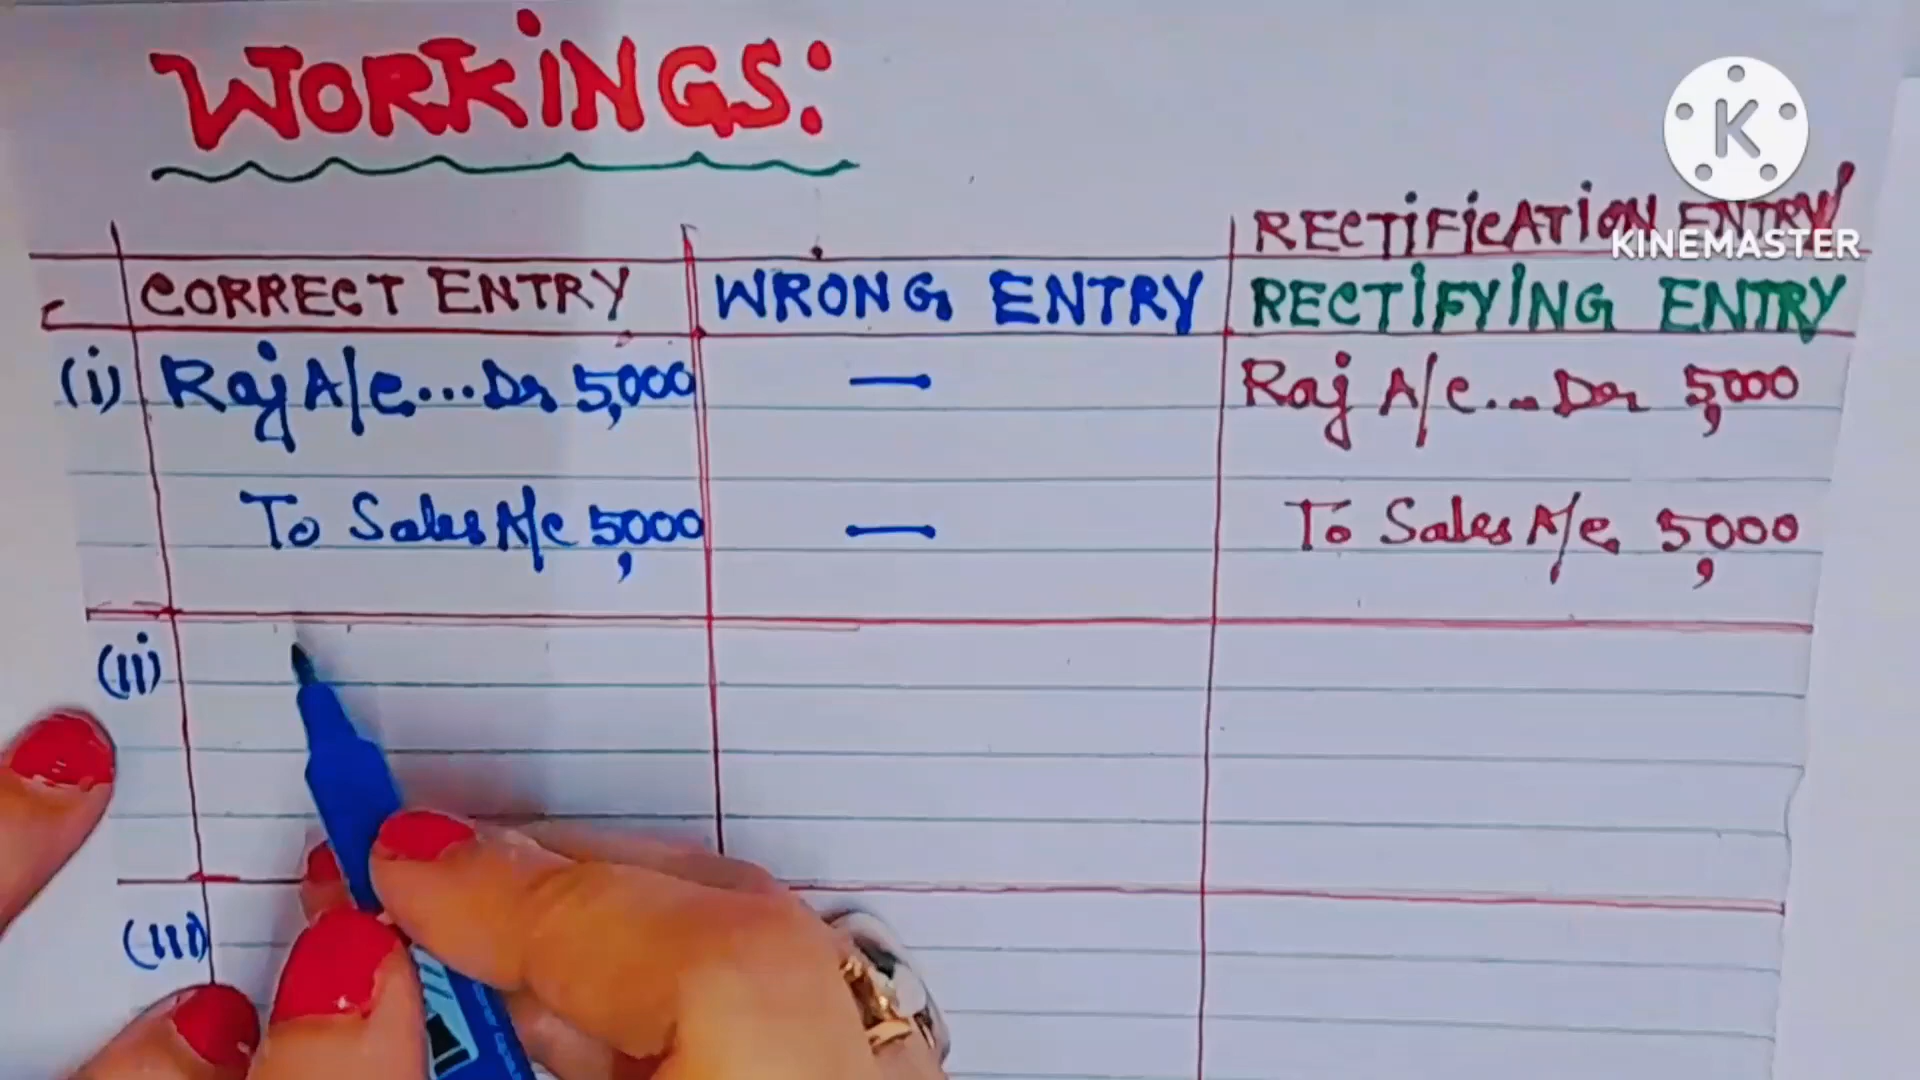 WORKINGS:
RECTIFICATION ENTRY
KINEMASTER
CORRECT ENTRY WRONG ENTRY RECTIFYING ENTRY
(i) Raj A/c...Dr 5,000 — Raj A/c...Dr 5,000
To Sales A/c 5,000 — To Sales A/c 5,000
(ii)
(iii)